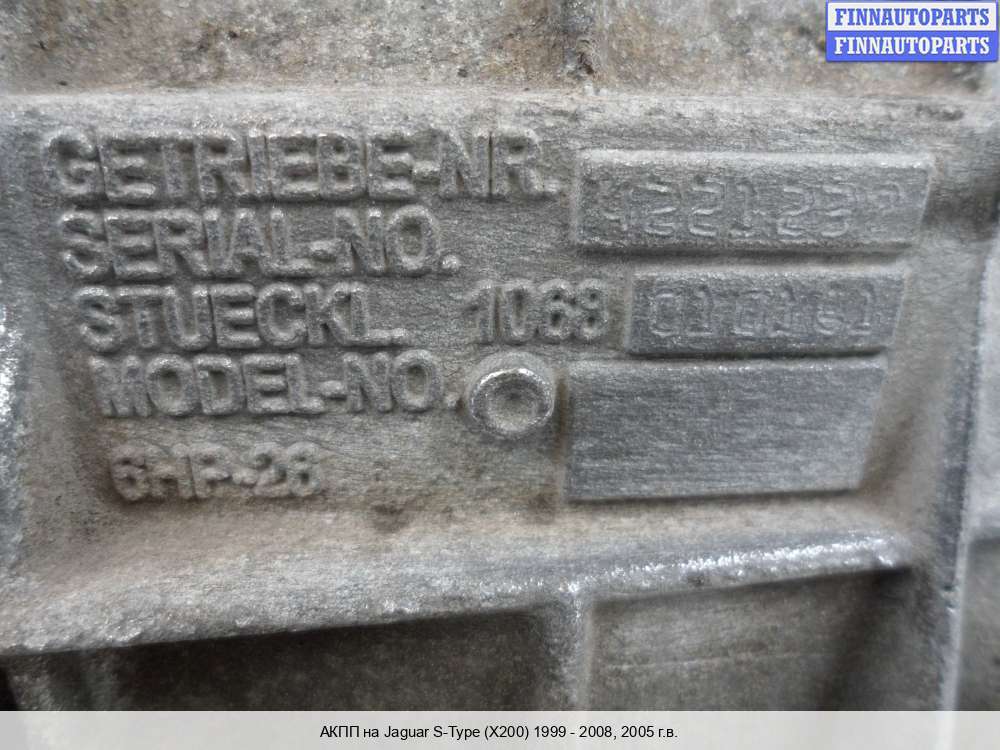 FINNAUTOPARTS
FINNAUTOPARTS
GETRIEBE-NR.
SERIAL-NO.
STUECKL. 1068
MODEL-NO.
6HP-26
АКПП на Jaguar S-Type (X200) 1999 - 2008, 2005 г.в.